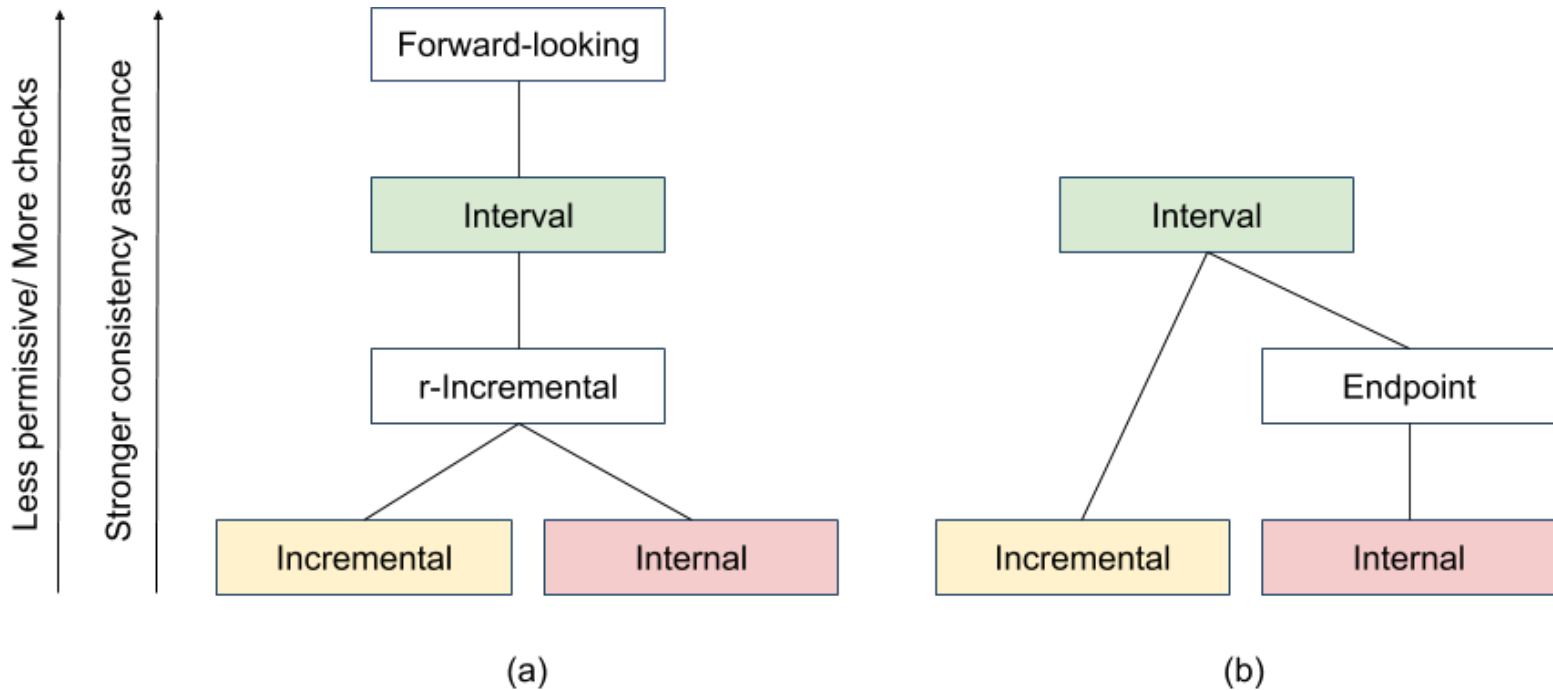 Less permissive/ More checks
Stronger consistency assurance
Forward-looking
Interval
r-Incremental
Incremental
Internal
(a)
Interval
Endpoint
Incremental
Internal
(b)